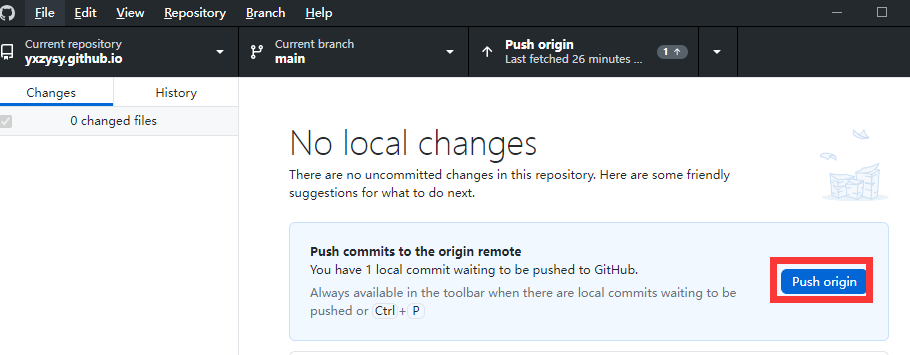 File Edit View Repository Branch Help
Current repository
yxzysy.github.io
Current branch
main
Push origin
Last fetched 26 minutes ...
1
Changes
History
0 changed files
No local changes
There are no uncommitted changes in this repository. Here are some friendly
suggestions for what to do next.
Push commits to the origin remote
You have 1 local commit waiting to be pushed to GitHub.
Always available in the toolbar when there are local commits waiting to be
pushed or Ctrl + P
Push origin